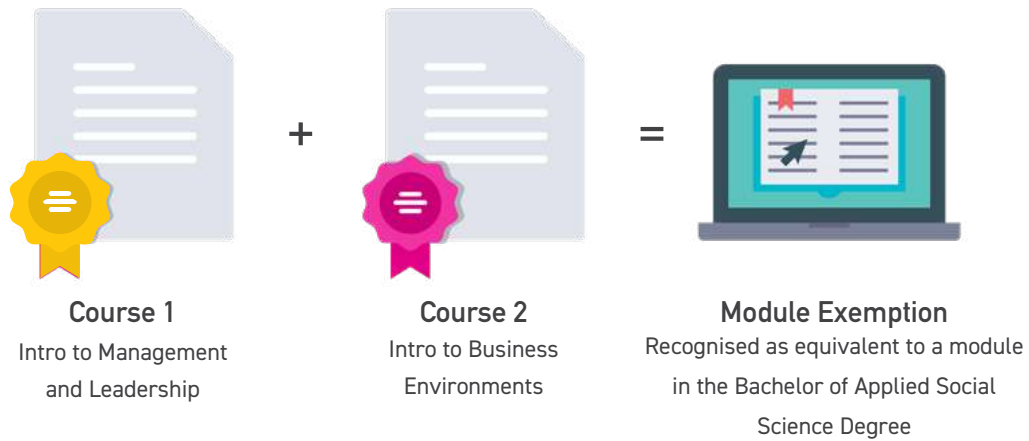 +
=
Course 1
Intro to Management
and Leadership
Course 2
Intro to Business
Environments
Module Exemption
Recognised as equivalent to a module
in the Bachelor of Applied Social
Science Degree